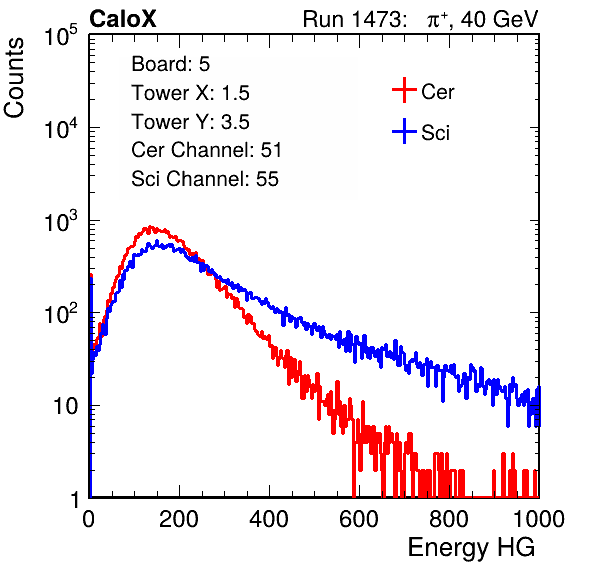 CaloX Run 1473: π⁺, 40 GeV
Counts
10⁵
10⁴
10³
10²
10
1
Board: 5
Tower X: 1.5
Tower Y: 3.5
Cer Channel: 51
Sci Channel: 55
Cer
Sci
0 200 400 600 800 1000
Energy HG